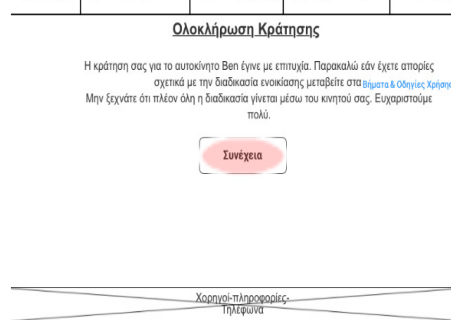 Ολοκλήρωση Κράτησης
Η κράτηση σας για το αυτοκίνητο Ben έγινε με επιτυχία. Παρακαλώ εάν έχετε απορίες
σχετικά με την διαδικασία ενοικίασης μεταβείτε στα Βήματα & Οδηγίες Χρήσης
Μην ξεχνάτε ότι πλέον όλη η διαδικασία γίνεται μέσω του κινητού σας. Ευχαριστούμε
πολύ.
Συνέχεια
Χορηγοί-πληροφορίες-
Τηλέφωνα